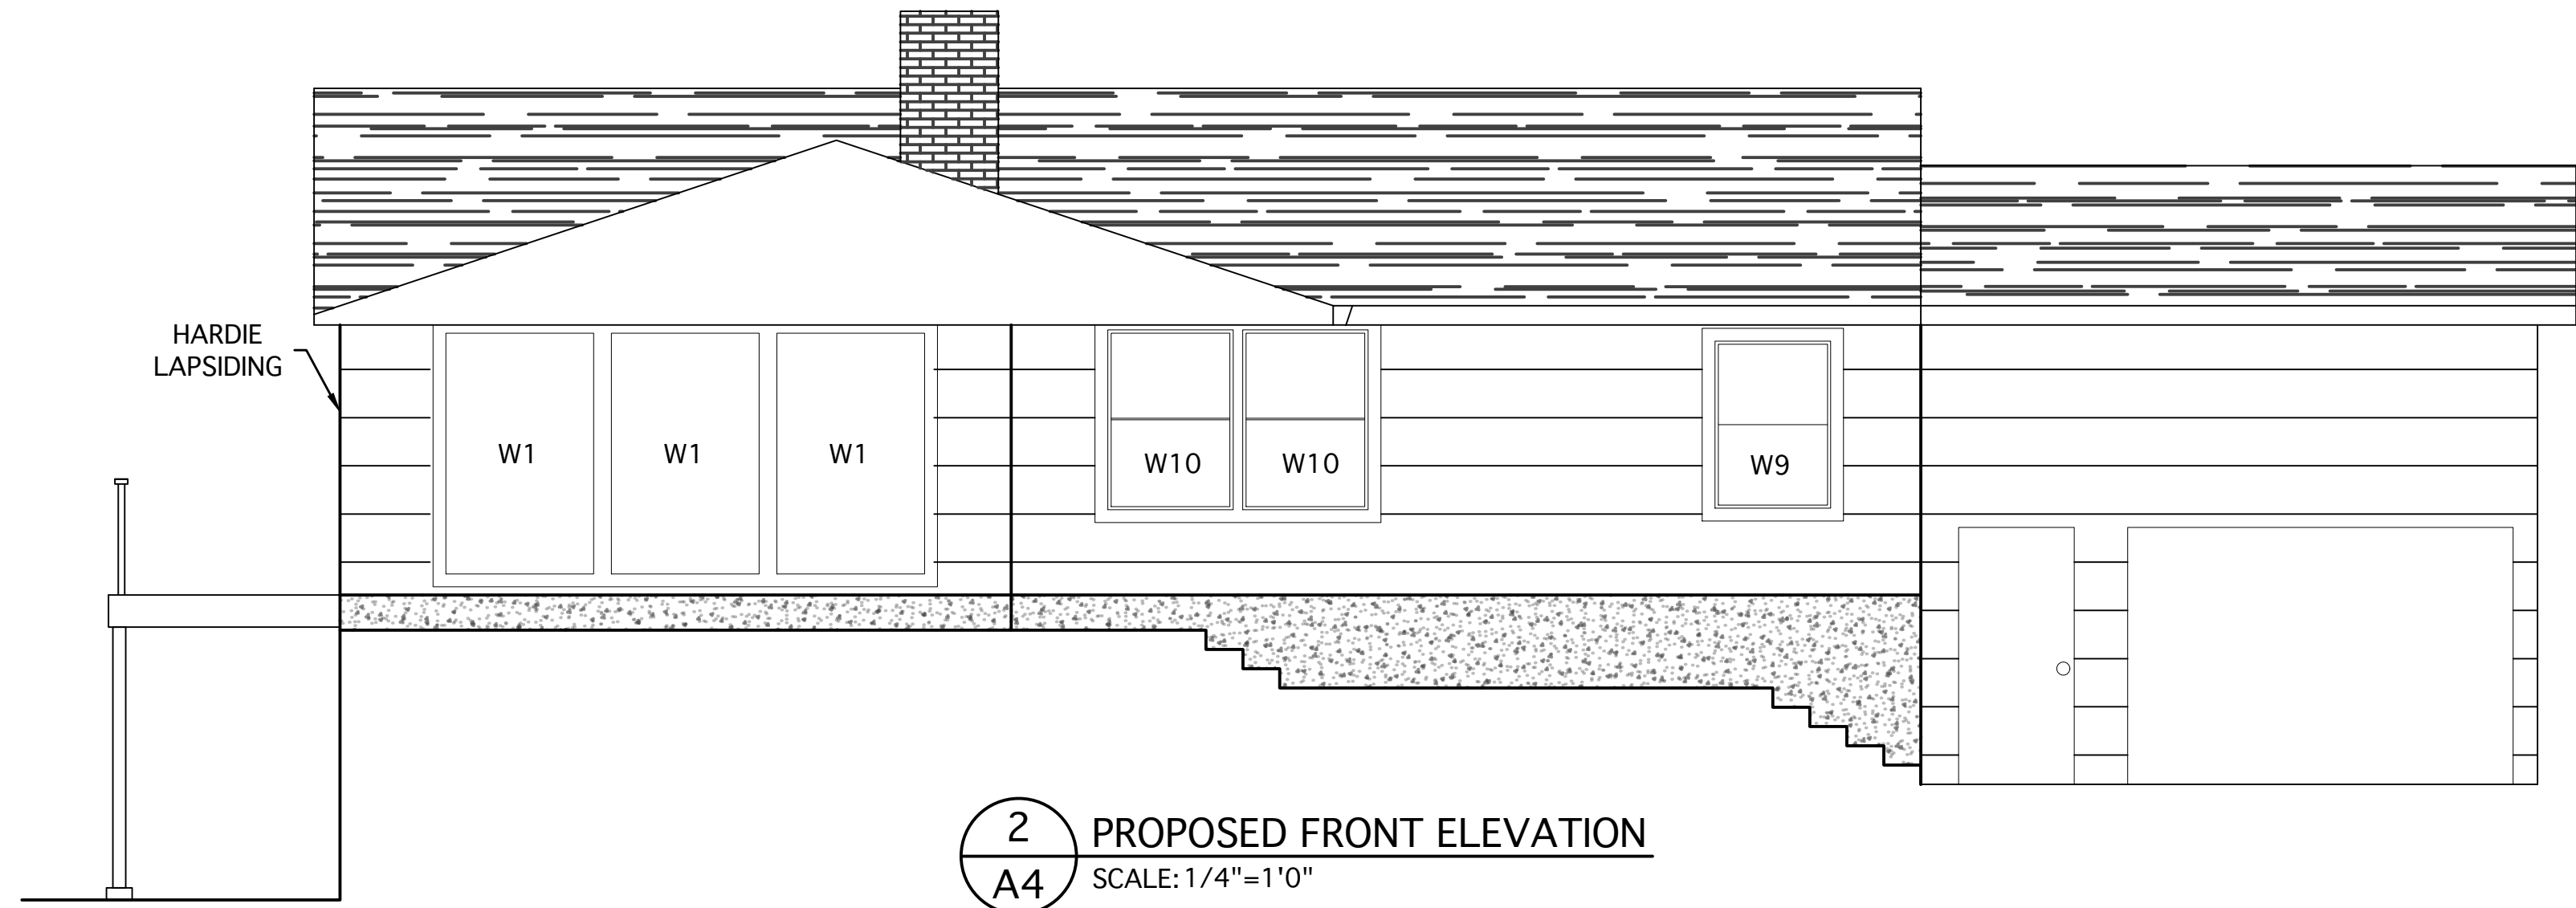 HARDIE
LAPSIDING
W1
W1
W1
W10
W10
W9
2
A4
PROPOSED FRONT ELEVATION
SCALE: 1/4"=1'0"